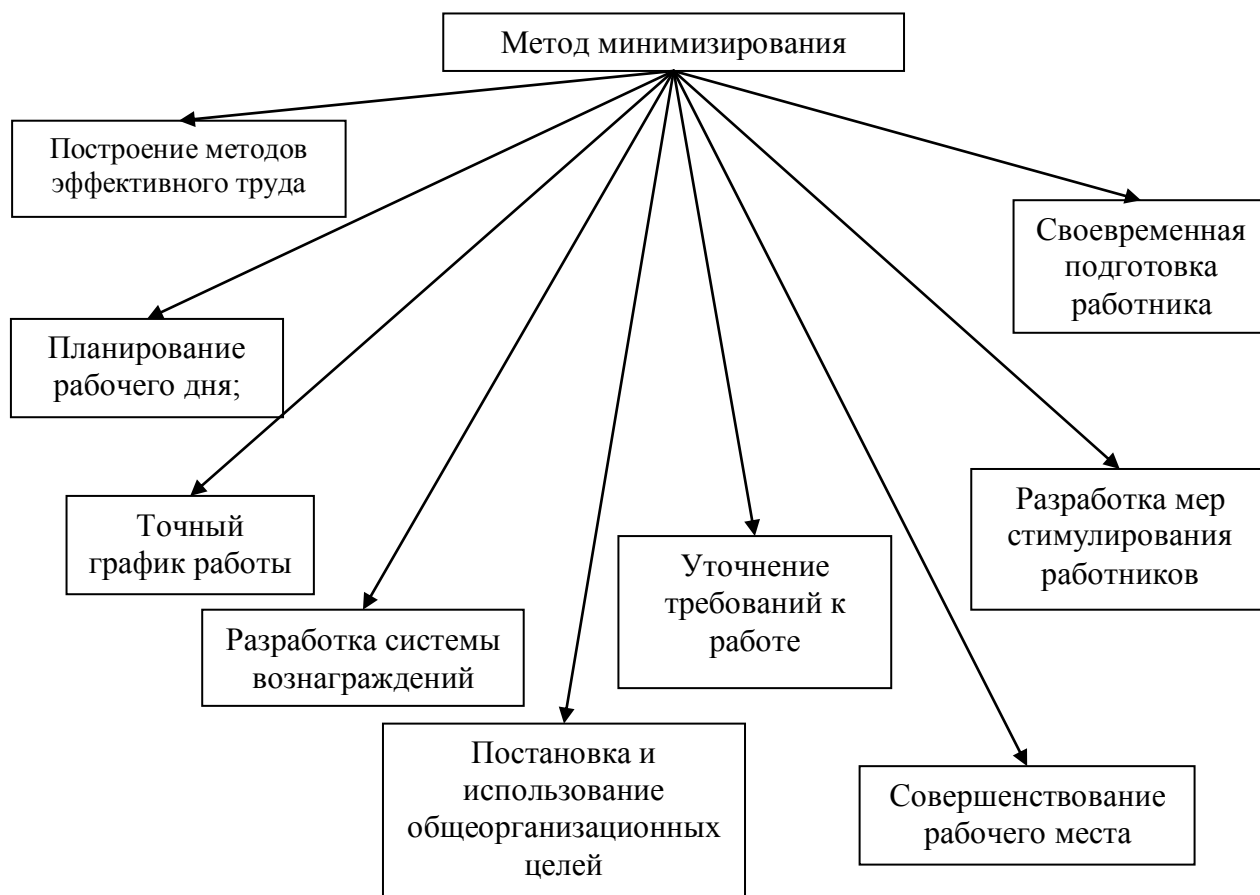 Метод минимизирования
Построение методов
эффективного труда
Своевременная
подготовка
работника
Планирование
рабочего дня;
Точный
график работы
Разработка мер
стимулирования
работников
Уточнение
требований к
работе
Разработка системы
вознаграждений
Постановка и
использование
общеорганизационных
целей
Совершенствование
рабочего места